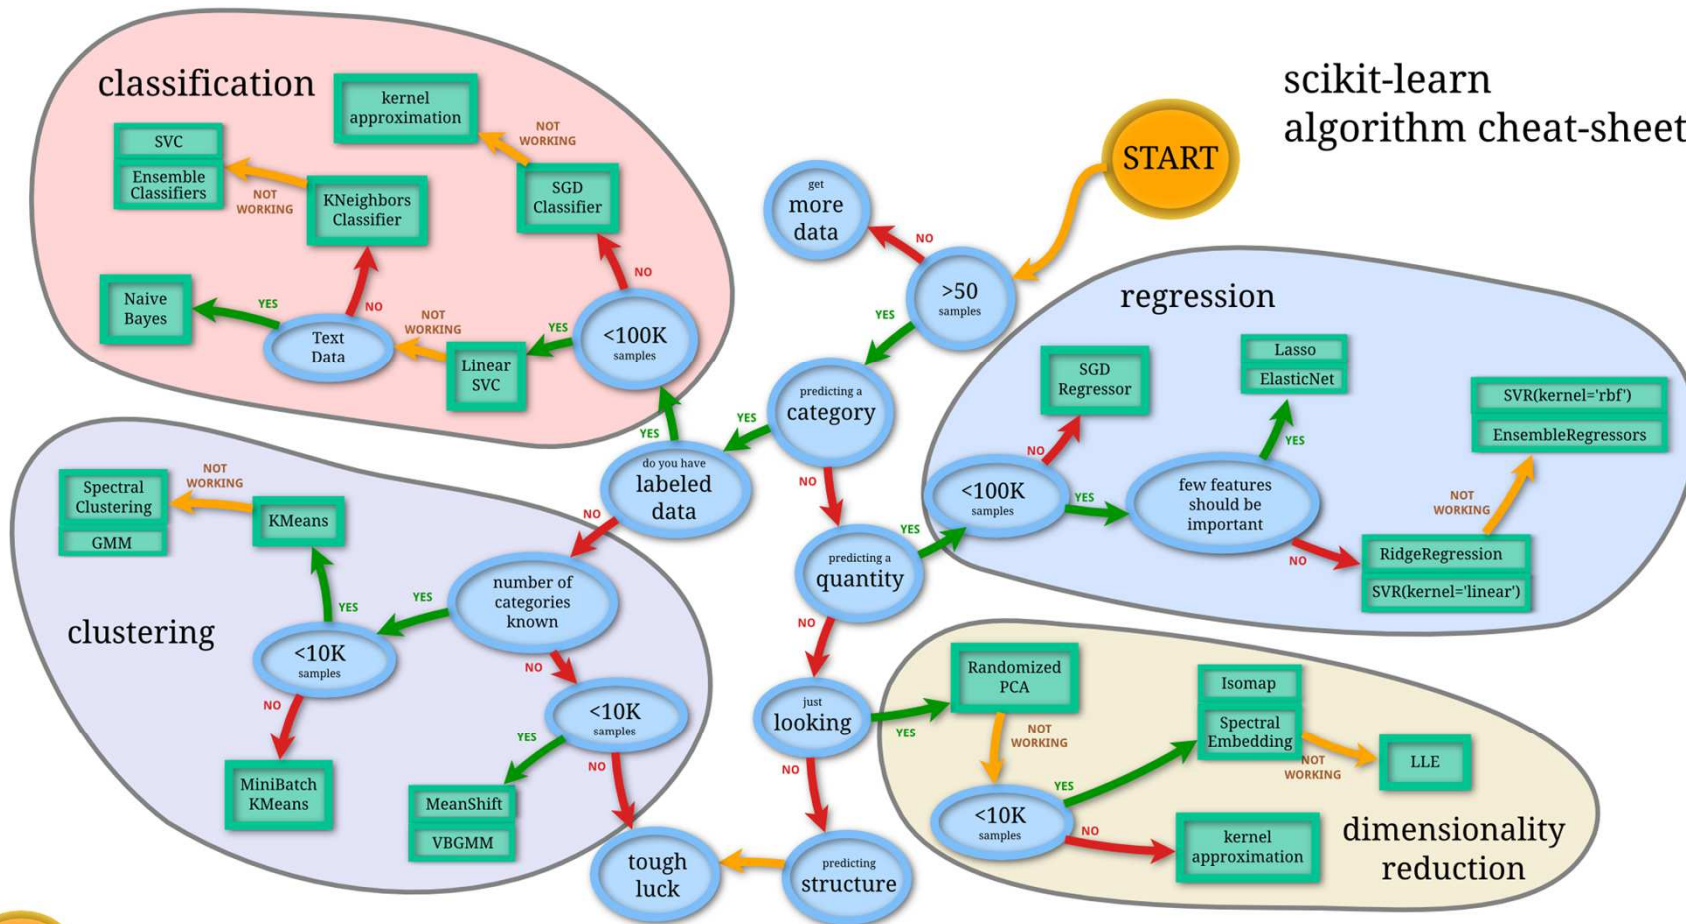 scikit-learn
algorithm cheat-sheet
START
get
more
data
NO
>50
samples
YES
predicting a
category
YES
NO
do you have
labeled
data
YES
NO
predicting a
quantity
YES
NO
just
looking
YES
NO
predicting
structure
tough
luck
classification
kernel
approximation
NOT
WORKING
SVC
Ensemble
Classifiers
NOT
WORKING
KNeighbors
Classifier
SGD
Classifier
NO
Naive
Bayes
YES
NO
Text
Data
NOT
WORKING
Linear
SVC
YES
<100K
samples
regression
SGD
Regressor
NO
<100K
samples
YES
Lasso
ElasticNet
YES
few features
should be
important
NO
SVR(kernel='rbf')
EnsembleRegressors
NOT
WORKING
RidgeRegression
SVR(kernel='linear')
clustering
Spectral
Clustering
GMM
NOT
WORKING
KMeans
YES
<10K
samples
NO
MiniBatch
KMeans
number of
categories
known
YES
NO
<10K
samples
YES
NO
MeanShift
VBGMM
dimensionality
reduction
Randomized
PCA
NOT
WORKING
<10K
samples
YES
NO
Isomap
Spectral
Embedding
NOT
WORKING
LLE
kernel
approximation